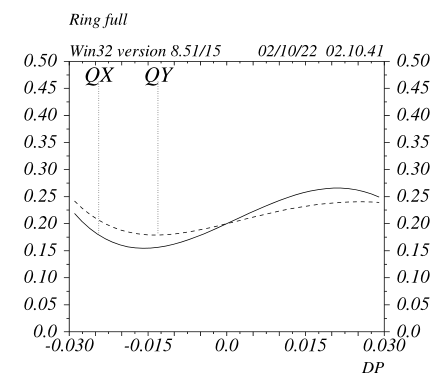 Ring full
Win32 version 8.51/15 02/10/22 02.10.41
0.50 QX QY 0.50
0.45 0.45
0.40 0.40
0.35 0.35
0.30 0.30
0.25 0.25
0.20 0.20
0.15 0.15
0.10 0.10
0.05 0.05
0.0 0.0
-0.030 -0.015 0.0 0.015 0.030
DP